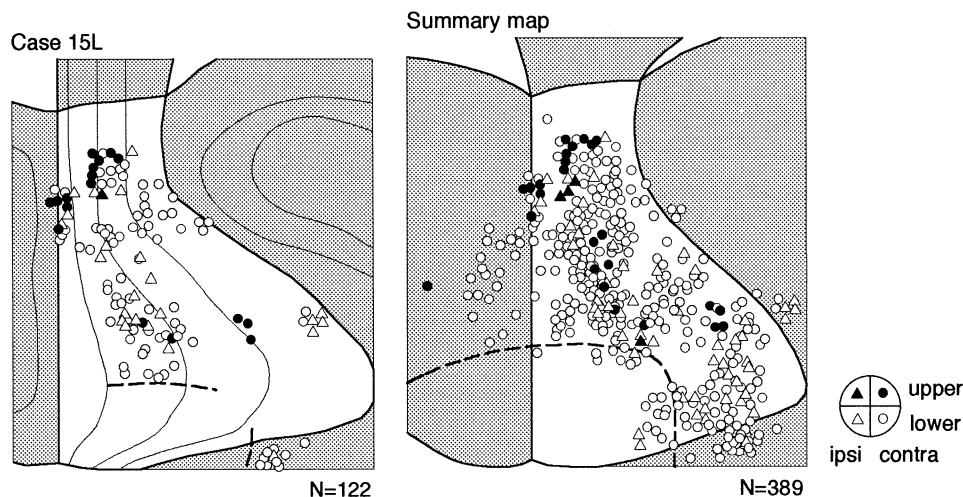 Summary map
Case 15L
upper
lower
ipsi contra
N=122
N=389